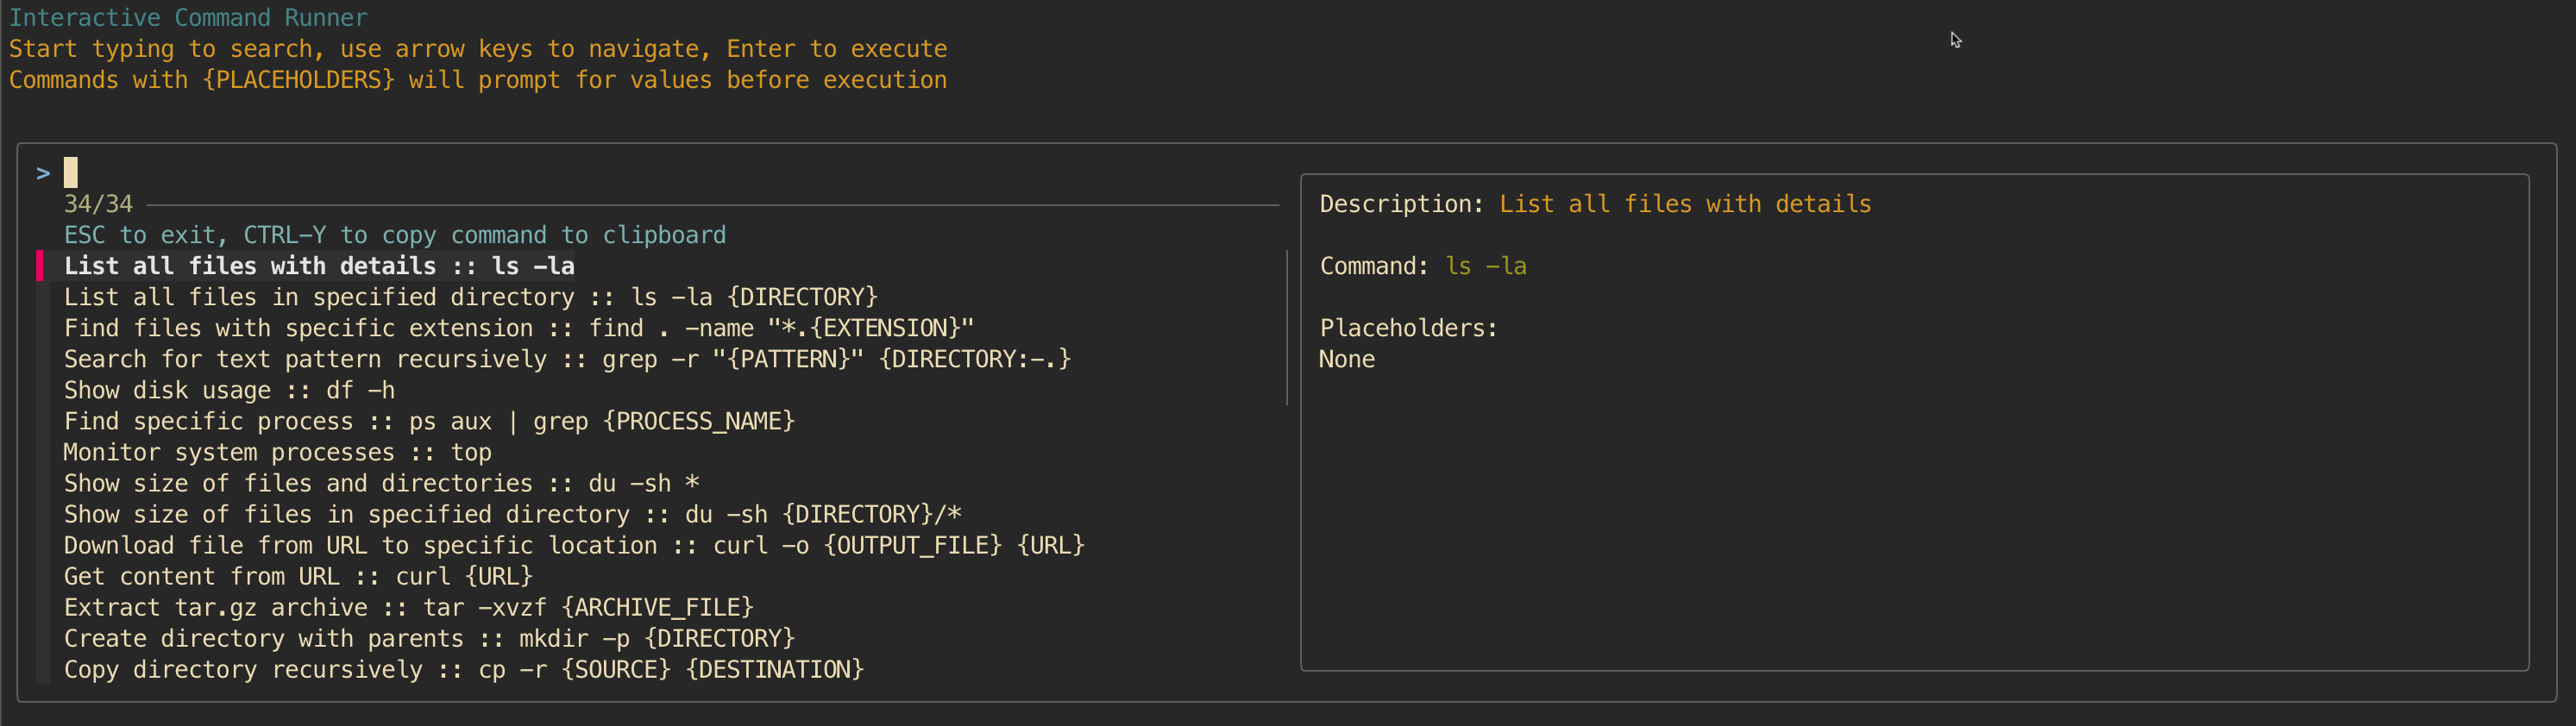 Interactive Command Runner
Start typing to search, use arrow keys to navigate, Enter to execute
Commands with {PLACEHOLDERS} will prompt for values before execution
>
34/34
ESC to exit, CTRL-Y to copy command to clipboard
List all files with details :: ls -la
List all files in specified directory :: ls -la {DIRECTORY}
Find files with specific extension :: find . -name "*.{EXTENSION}"
Search for text pattern recursively :: grep -r "{PATTERN}" {DIRECTORY:-.}
Show disk usage :: df -h
Find specific process :: ps aux | grep {PROCESS_NAME}
Monitor system processes :: top
Show size of files and directories :: du -sh *
Show size of files in specified directory :: du -sh {DIRECTORY}/*
Download file from URL to specific location :: curl -o {OUTPUT_FILE} {URL}
Get content from URL :: curl {URL}
Extract tar.gz archive :: tar -xvzf {ARCHIVE_FILE}
Create directory with parents :: mkdir -p {DIRECTORY}
Copy directory recursively :: cp -r {SOURCE} {DESTINATION}
Description: List all files with details
Command: ls -la
Placeholders:
None